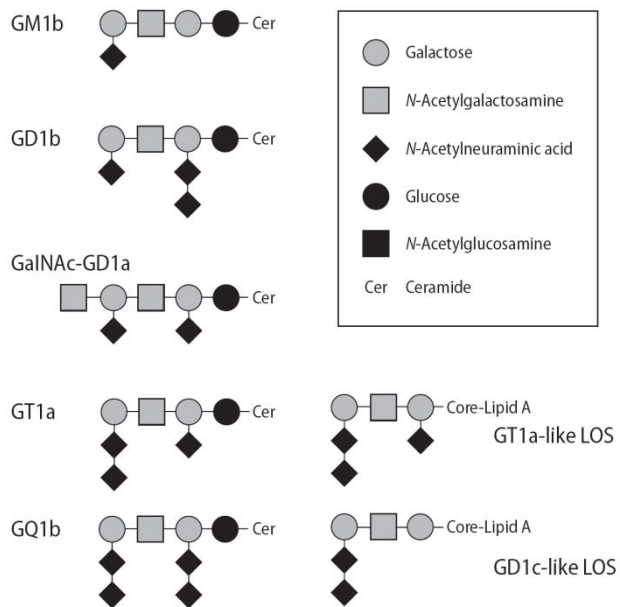 GM1b
Cer
GD1b
Cer
GalNAc-GD1a
Cer
GT1a
Cer
GQ1b
Cer
Galactose
N-Acetylgalactosamine
N-Acetylneuraminic acid
Glucose
N-Acetylglucosamine
Cer Ceramide
Core-Lipid A
GT1a-like LOS
Core-Lipid A
GD1c-like LOS